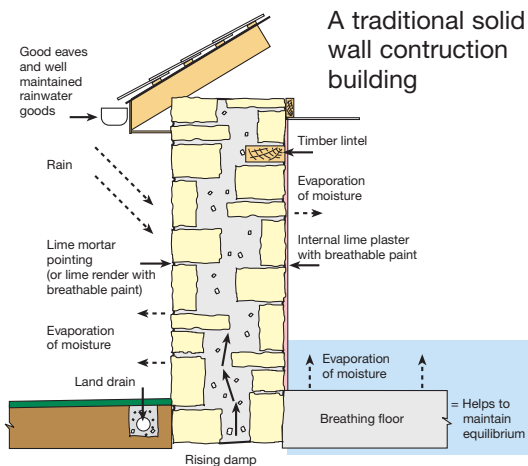 A traditional solid
wall contruction
building
Good eaves
and well
maintained
rainwater
goods
Timber lintel
Rain
Evaporation
of moisture
Lime mortar
pointing
(or lime render with
breathable paint)
Internal lime plaster
with breathable paint
Evaporation
of moisture
Evaporation
of moisture
Land drain
Breathing floor
= Helps to
maintain
equilibrium
Rising damp